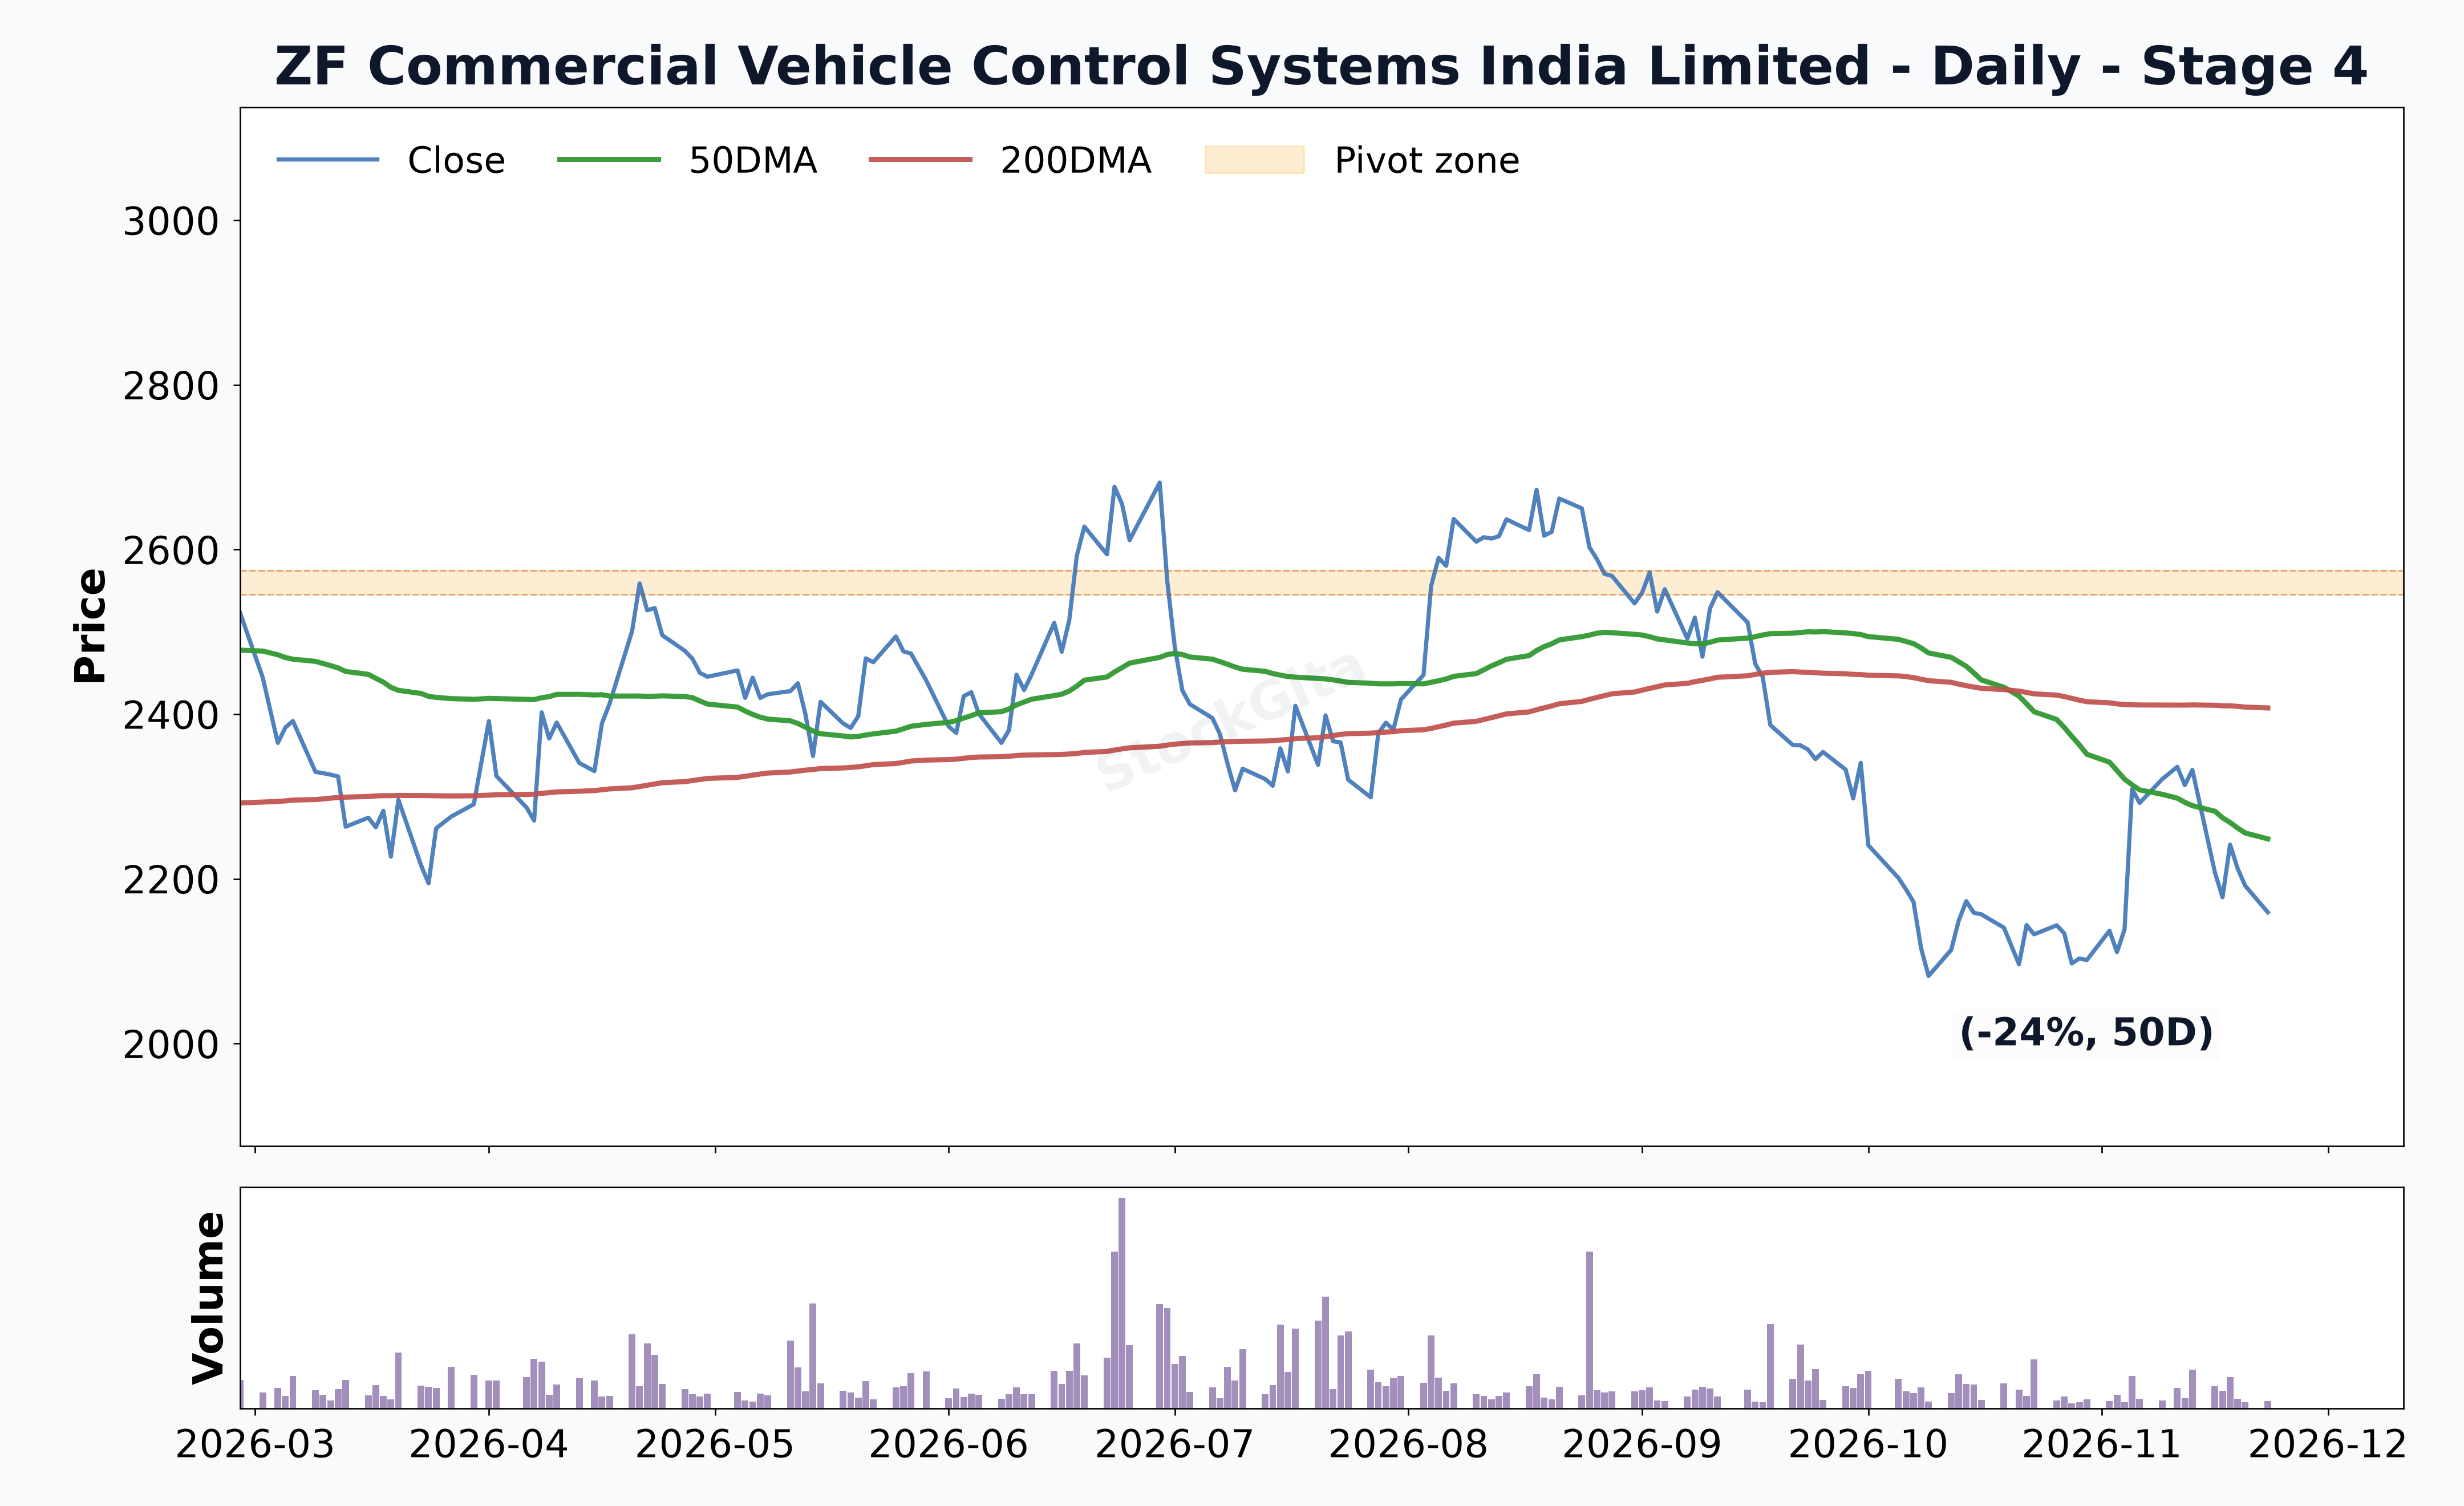 ZF Commercial Vehicle Control Systems India Limited - Daily - Stage 4
Close 50DMA 200DMA Pivot zone
Price
3000
2800
2600
2400
2200
2000
StockGita
(-24%, 50D)
Volume
2026-03 2026-04 2026-05 2026-06 2026-07 2026-08 2026-09 2026-10 2026-11 2026-12